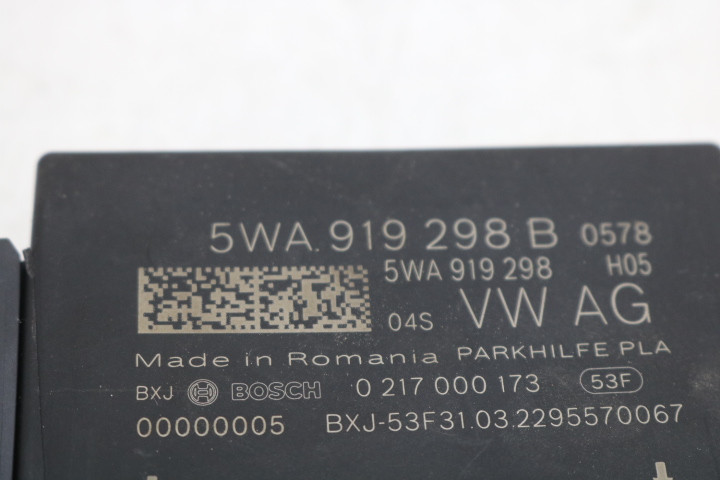 5WA.919 298 B 0578
5WA 919 298 H05
04S VW AG
Made in Romania PARKHILFE PLA
BXJ BOSCH 0 217 000 173 53F
00000005 BXJ-53F31.03.2295570067